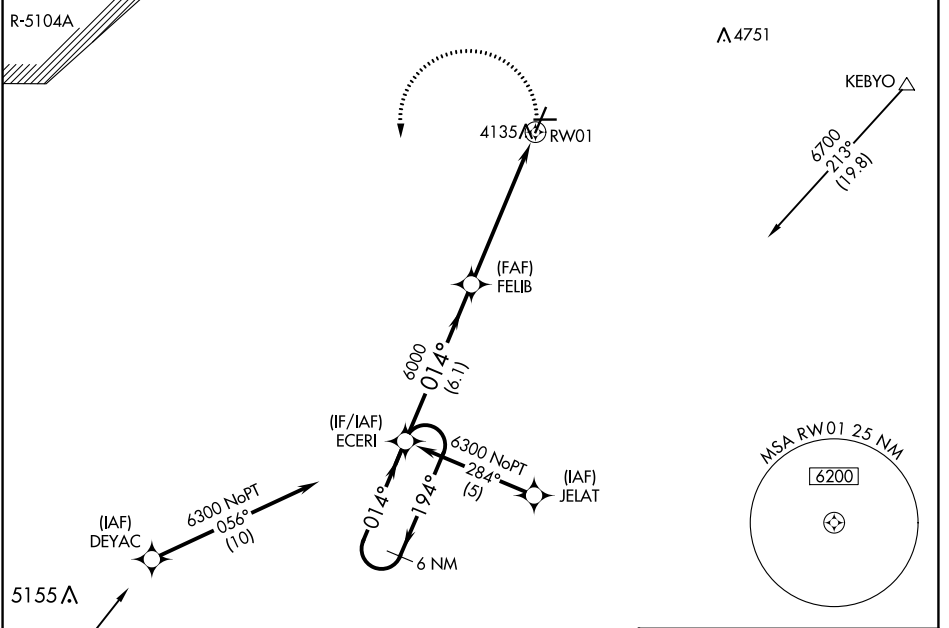 R-5104A
4751
KEBYO
6700
213°
(19.8)
4135
RW01
(FAF)
FELIB
6000
014°
(6.1)
(IF/IAF)
ECERI
6300 NoPT
284°
(5)
(IAF)
JELAT
014°
194°
6 NM
(IAF)
DEYAC
6300 NoPT
056°
(10)
5155
MSA RW01 25 NM
6200